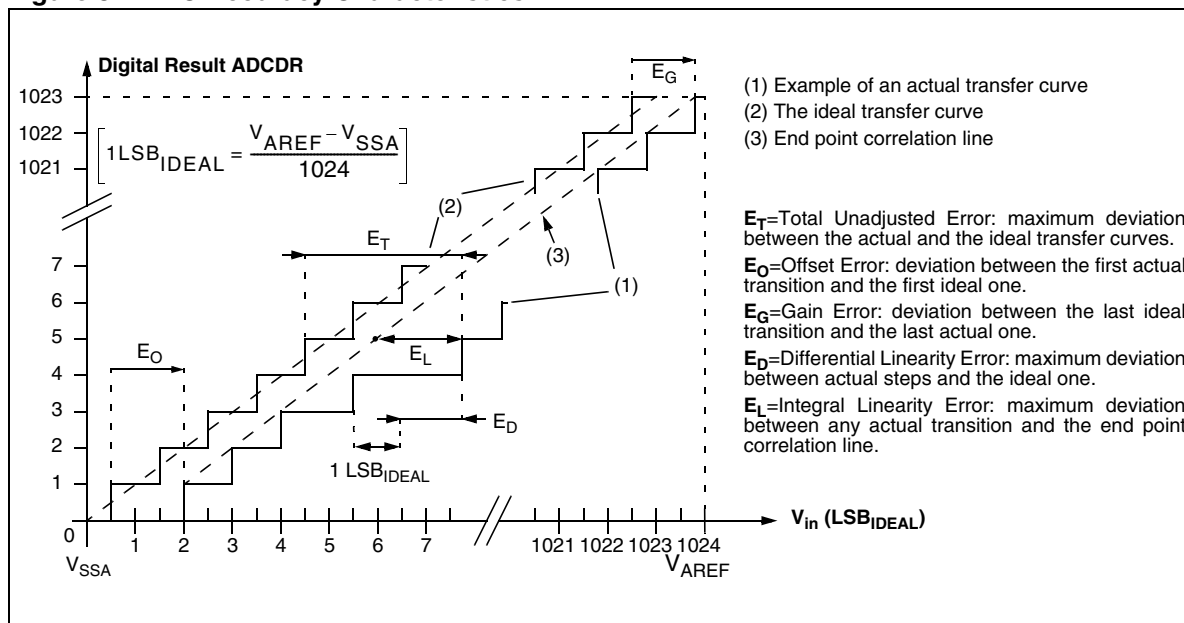 Digital Result ADCDR
1023
1022
1021
7
6
5
4
3
2
1
0
1LSB_IDEAL = (V_AREF – V_SSA) / 1024
(2)
E_T
E_G
(3)
(1)
E_O
E_L
E_D
1 LSB_IDEAL
1 2 3 4 5 6 7 1021 1022 1023 1024
V_in (LSB_IDEAL)
V_SSA
V_AREF
(1) Example of an actual transfer curve
(2) The ideal transfer curve
(3) End point correlation line
E_T=Total Unadjusted Error: maximum deviation
between the actual and the ideal transfer curves.
E_O=Offset Error: deviation between the first actual
transition and the first ideal one.
E_G=Gain Error: deviation between the last ideal
transition and the last actual one.
E_D=Differential Linearity Error: maximum deviation
between actual steps and the ideal one.
E_L=Integral Linearity Error: maximum deviation
between any actual transition and the end point
correlation line.